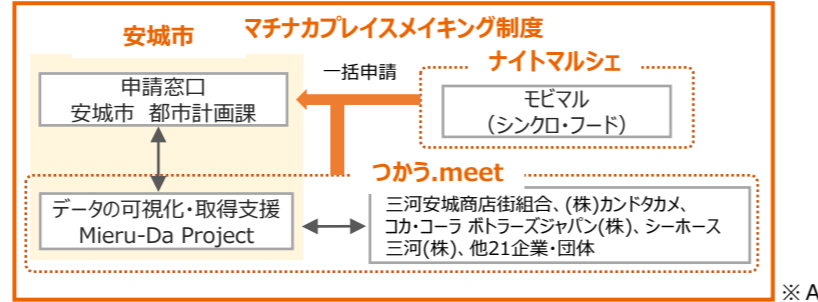 マチナカプレイスメイキング制度
安城市
ナイトマルシェ
一括申請
申請窓口
安城市 都市計画課
モビマル
(シンクロ・フード)
つかう.meet
データの可視化・取得支援
Mieru-Da Project
三河安城商店街組合、(株)カンドタカメ、
コカ・コーラ ボトラーズジャパン(株)、シーホース
三河(株)、他21企業・団体
※ A